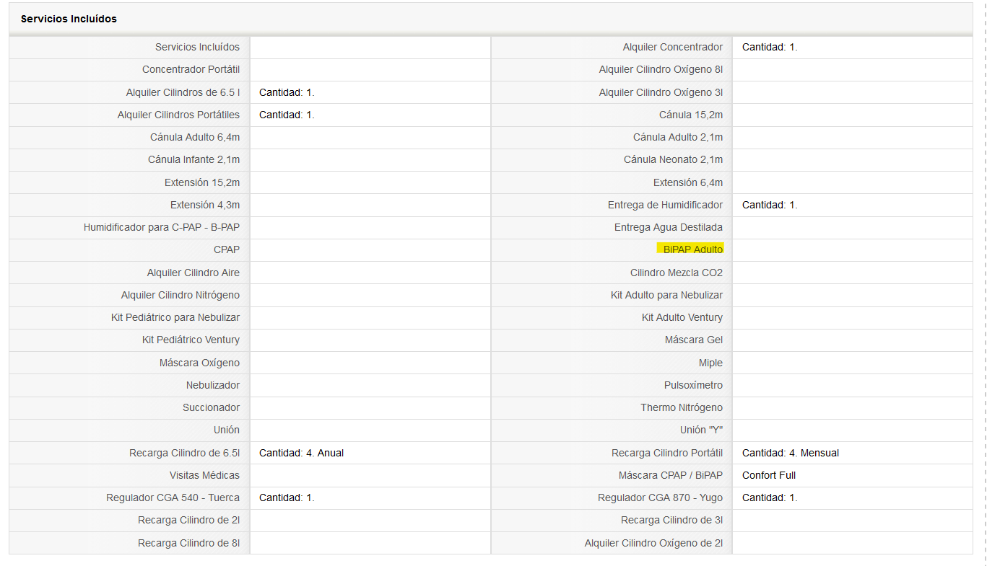 Servicios Incluídos
Servicios Incluídos Alquiler Concentrador Cantidad: 1.
Concentrador Portátil Alquiler Cilindro Oxígeno 8l
Alquiler Cilindros de 6.5 l Cantidad: 1. Alquiler Cilindro Oxígeno 3l
Alquiler Cilindros Portátiles Cantidad: 1. Cánula 15,2m
Cánula Adulto 6,4m Cánula Adulto 2,1m
Cánula Infante 2,1m Cánula Neonato 2,1m
Extensión 15,2m Extensión 6,4m
Extensión 4,3m Entrega de Humidificador Cantidad: 1.
Humidificador para C-PAP - B-PAP Entrega Agua Destilada
CPAP BiPAP Adulto
Alquiler Cilindro Aire Cilindro Mezcla CO2
Alquiler Cilindro Nitrógeno Kit Adulto para Nebulizar
Kit Pediátrico para Nebulizar Kit Adulto Ventury
Kit Pediátrico Ventury Máscara Gel
Máscara Oxígeno Miple
Nebulizador Pulsoxímetro
Succionador Thermo Nitrógeno
Unión Unión "Y"
Recarga Cilindro de 6.5l Cantidad: 4. Anual Recarga Cilindro Portátil Cantidad: 4. Mensual
Visitas Médicas Máscara CPAP / BiPAP Confort Full
Regulador CGA 540 - Tuerca Cantidad: 1. Regulador CGA 870 - Yugo Cantidad: 1.
Recarga Cilindro de 2l Recarga Cilindro de 3l
Recarga Cilindro de 8l Alquiler Cilindro Oxígeno de 2l